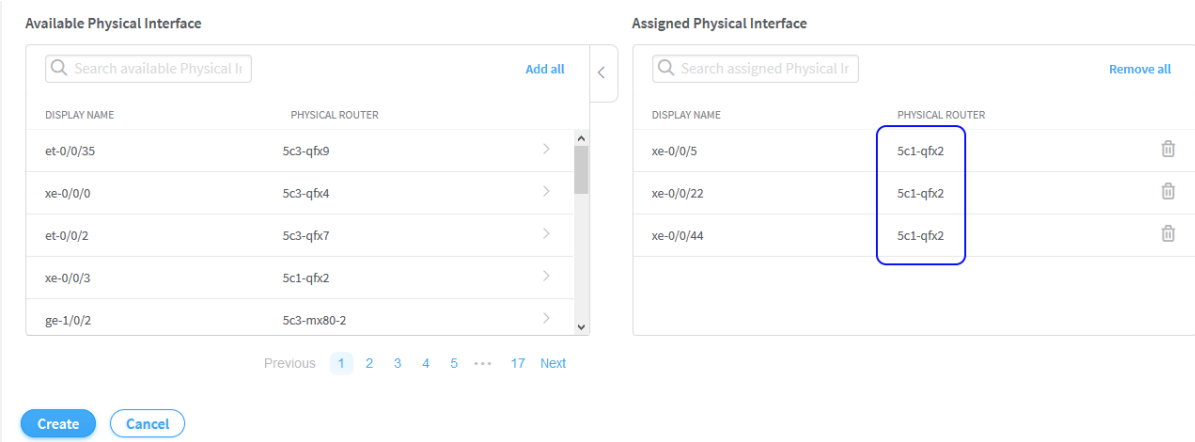 Available Physical Interface
Assigned Physical Interface
Search available Physical I
Add all
Search assigned Physical Ir
Remove all
DISPLAY NAME PHYSICAL ROUTER
DISPLAY NAME PHYSICAL ROUTER
et-0/0/35 5c3-qfx9
xe-0/0/5 5c1-qfx2
xe-0/0/0 5c3-qfx4
xe-0/0/22 5c1-qfx2
et-0/0/2 5c3-qfx7
xe-0/0/44 5c1-qfx2
xe-0/0/3 5c1-qfx2
ge-1/0/2 5c3-mx80-2
Previous 1 2 3 4 5 ••• 17 Next
Create Cancel